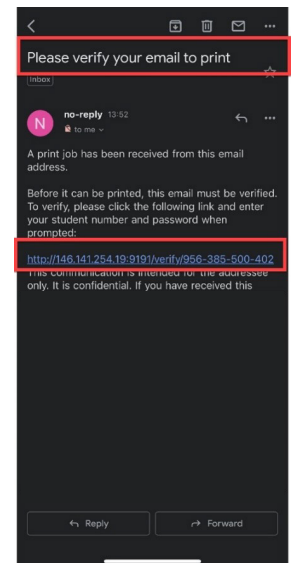 Please verify your email to print
Inbox
N
no-reply 13:52
to me
A print job has been received from this email
address.
Before it can be printed, this email must be verified.
To verify, please click the following link and enter
your student number and password when
prompted:
http://146.141.254.19:9191/verify/956-385-500-402
This communication is intended for the addressee
only. It is confidential. If you have received this
Reply
Forward